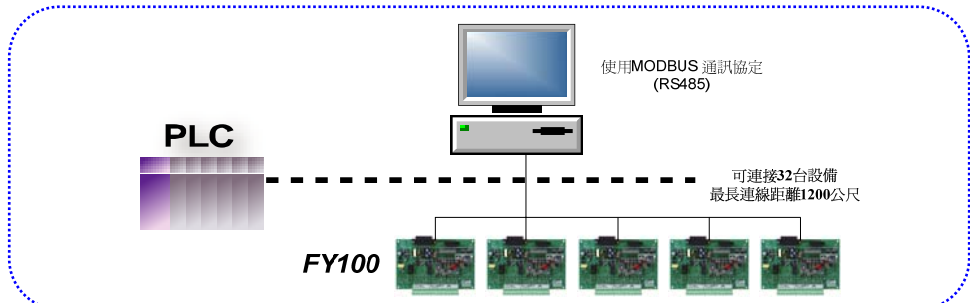 使用MODBUS 通訊協定
(RS485)
PLC
可連接32台設備
最長連線距離1200公尺
FY100